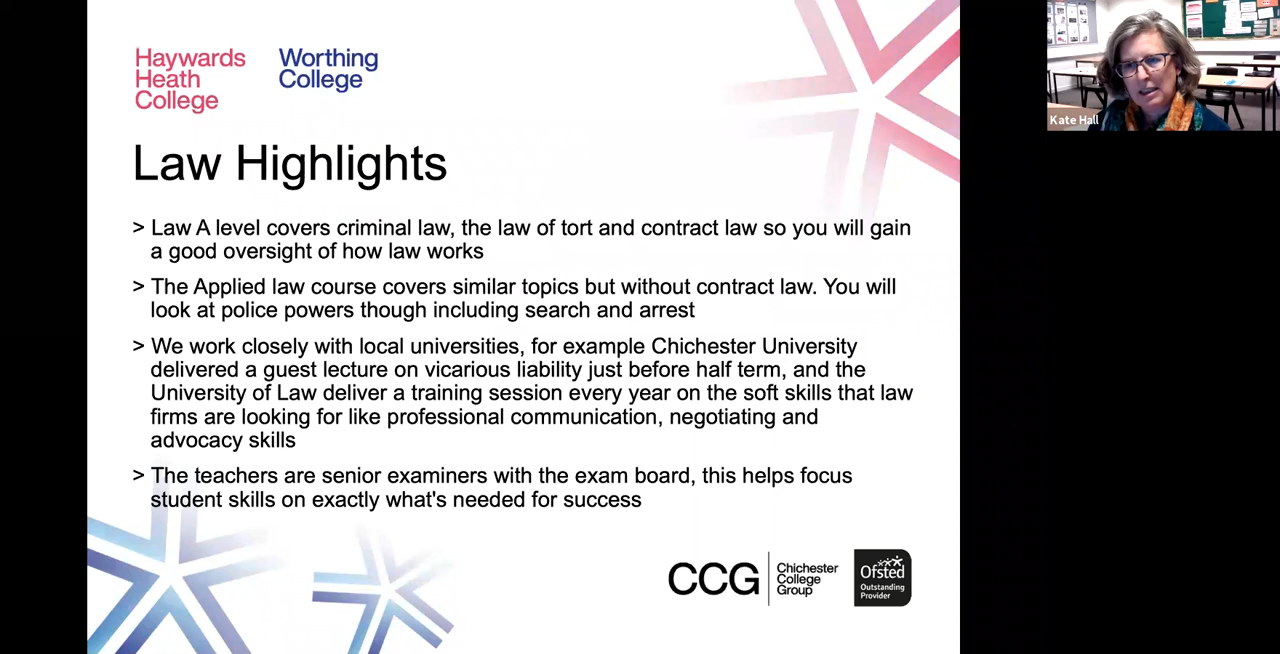 Haywards
Heath
College
Worthing
College
Kate Hall
Law Highlights
> Law A level covers criminal law, the law of tort and contract law so you will gain
a good oversight of how law works
> The Applied law course covers similar topics but without contract law. You will
look at police powers though including search and arrest
> We work closely with local universities, for example Chichester University
delivered a guest lecture on vicarious liability just before half term, and the
University of Law deliver a training session every year on the soft skills that law
firms are looking for like professional communication, negotiating and
advocacy skills
> The teachers are senior examiners with the exam board, this helps focus
student skills on exactly what's needed for success
CCG
Chichester
College
Group
Ofsted
Outstanding
Provider